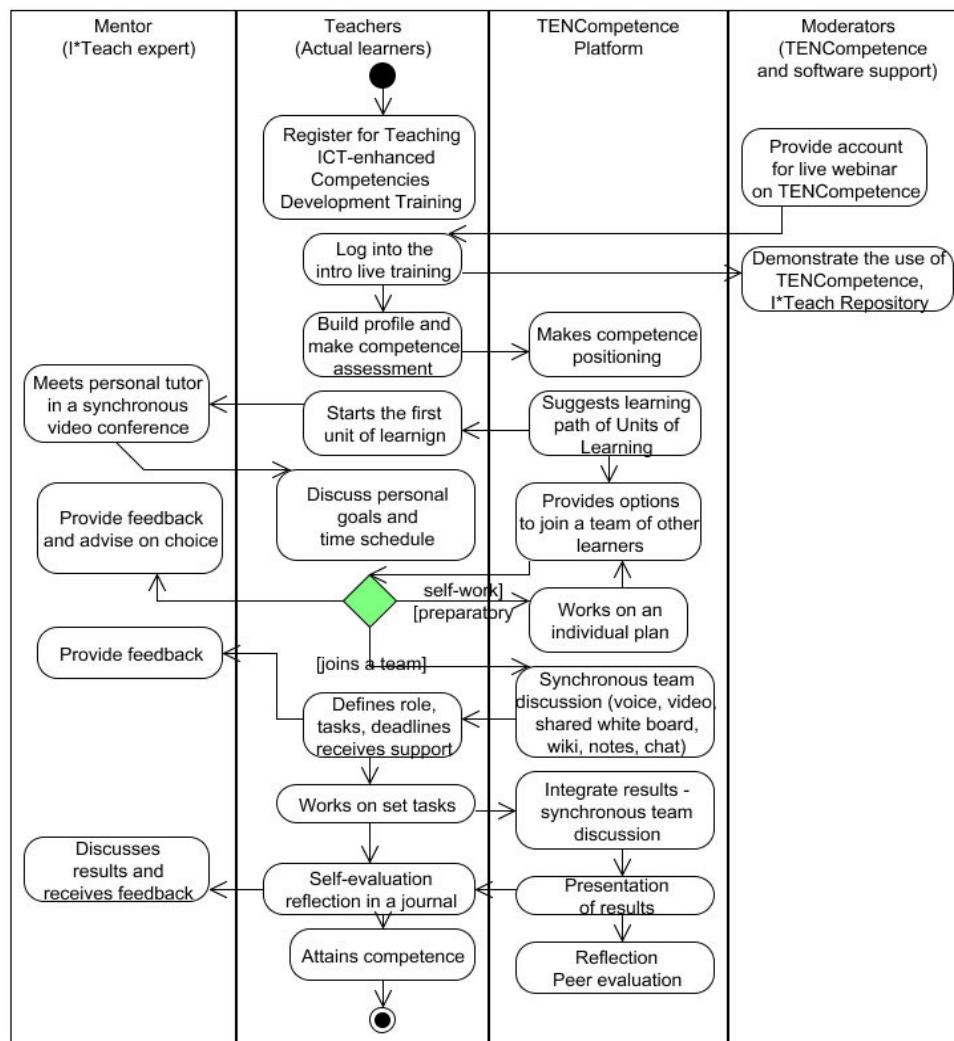 Mentor
(I*Teach expert)
Teachers
(Actual learners)
TENCompetence
Platform
Moderators
(TENCompetence
and software support)
Register for Teaching
ICT-enhanced
Competencies
Development Training
Provide account
for live webinar
on TENCompetence
Log into the
intro live training
Demonstrate the use of
TENCompetence,
I*Teach Repository
Build profile and
make competence
assessment
Makes competence
positioning
Meets personal tutor
in a synchronous
video conference
Starts the first
unit of learnign
Suggests learning
path of Units of
Learning
Provide feedback
and advise on choice
Discuss personal
goals and
time schedule
Provides options
to join a team of other
learners
self-work]
[preparatory
Works on an
individual plan
Provide feedback
[joins a team]
Synchronous team
discussion (voice, video,
shared white board,
wiki, notes, chat)
Defines role,
tasks, deadlines
receives support
Works on set tasks
Integrate results -
synchronous team
discussion
Discusses
results and
receives feedback
Self-evaluation
reflection in a journal
Presentation
of results
Attains competence
Reflection
Peer evaluation